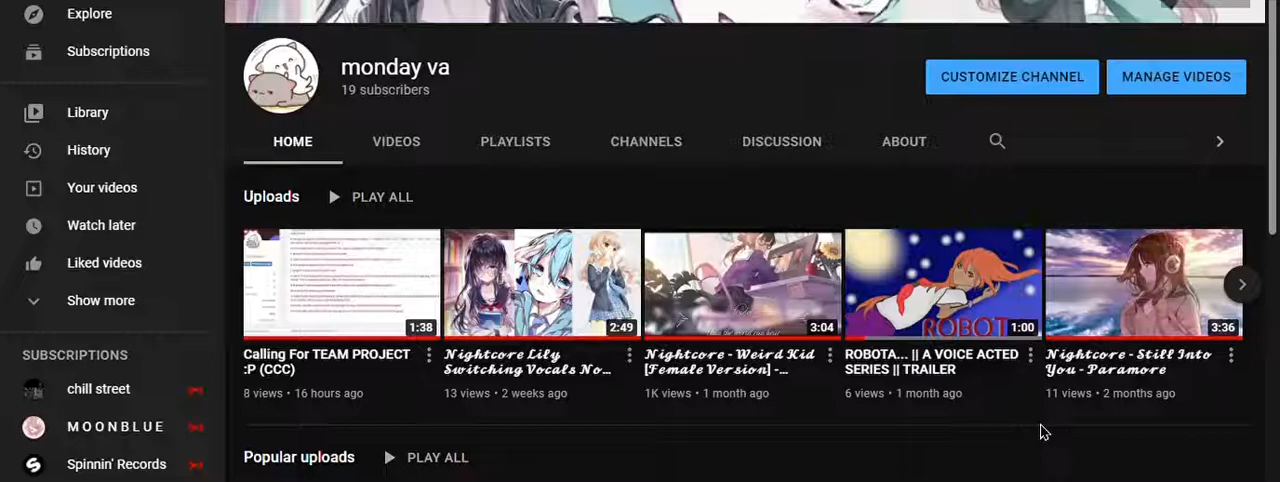 Explore
Subscriptions
Library
History
Your videos
Watch later
Liked videos
Show more
SUBSCRIPTIONS
chill street
M O O N B L U E
Spinnin' Records
monday va
19 subscribers
CUSTOMIZE CHANNEL
MANAGE VIDEOS
HOME
VIDEOS
PLAYLISTS
CHANNELS
DISCUSSION
ABOUT
Uploads
PLAY ALL
1:38
Calling For TEAM PROJECT
:P (CCC)
8 views • 16 hours ago
2:49
𝓝𝓲𝓰𝓱𝓽𝓬𝓸𝓻𝓮 𝓛𝓲𝓵𝔂
𝓢𝔀𝓲𝓽𝓬𝓱𝓲𝓷𝓰 𝓥𝓸𝓬𝓪𝓵𝓼 𝓝𝓸...
13 views • 2 weeks ago
3:04
𝓝𝓲𝓰𝓱𝓽𝓬𝓸𝓻𝓮 - 𝓦𝓮𝓲𝓻𝓭 𝓚𝓲𝓭
[𝓕𝓮𝓶𝓪𝓵𝓮 𝓥𝓮𝓻𝓼𝓲𝓸𝓷] -...
1K views • 1 month ago
ROBOT
1:00
ROBOTA... || A VOICE ACTED
SERIES || TRAILER
6 views • 1 month ago
3:36
𝓝𝓲𝓰𝓱𝓽𝓬𝓸𝓻𝓮 - 𝓢𝓽𝓲𝓵𝓵 𝓘𝓷𝓽𝓸
𝓨𝓸𝓾 - 𝓟𝓪𝓻𝓪𝓶𝓸𝓻𝓮
11 views • 2 months ago
Popular uploads
PLAY ALL